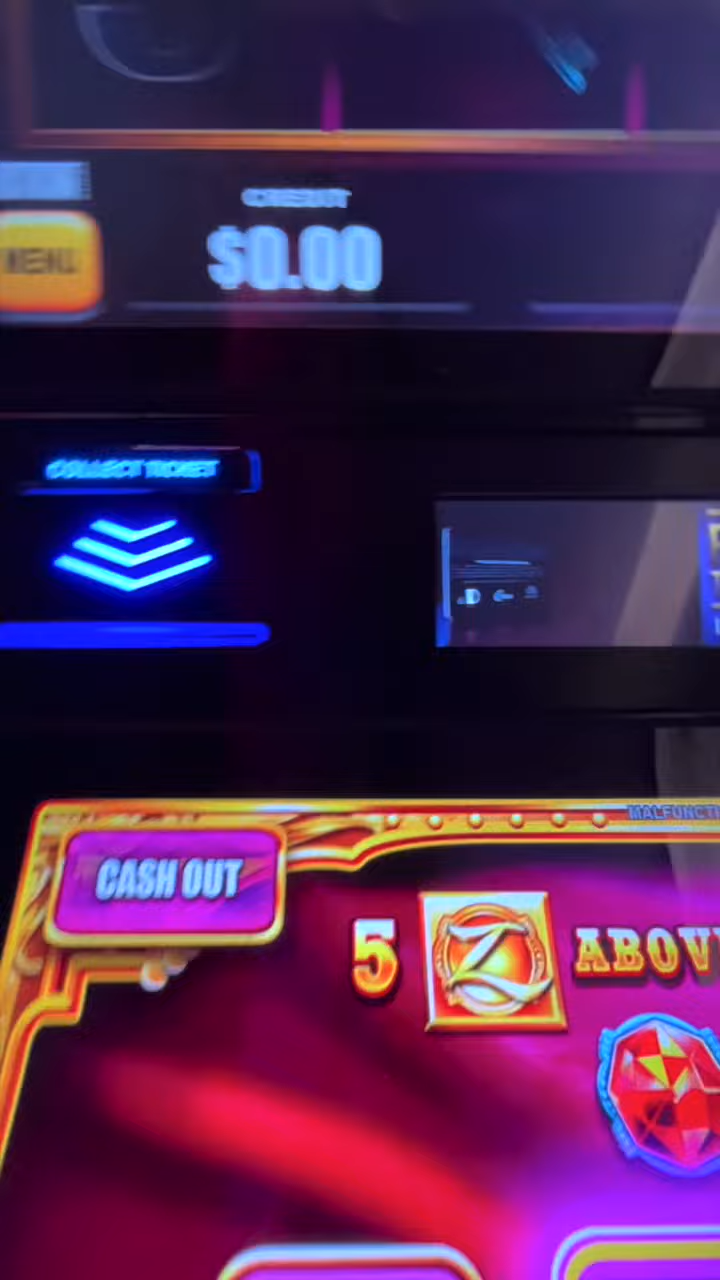 MENU
CREDIT
$0.00
COLLECT TICKET
CASH OUT
MALFUNCTI
5 Z ABOV